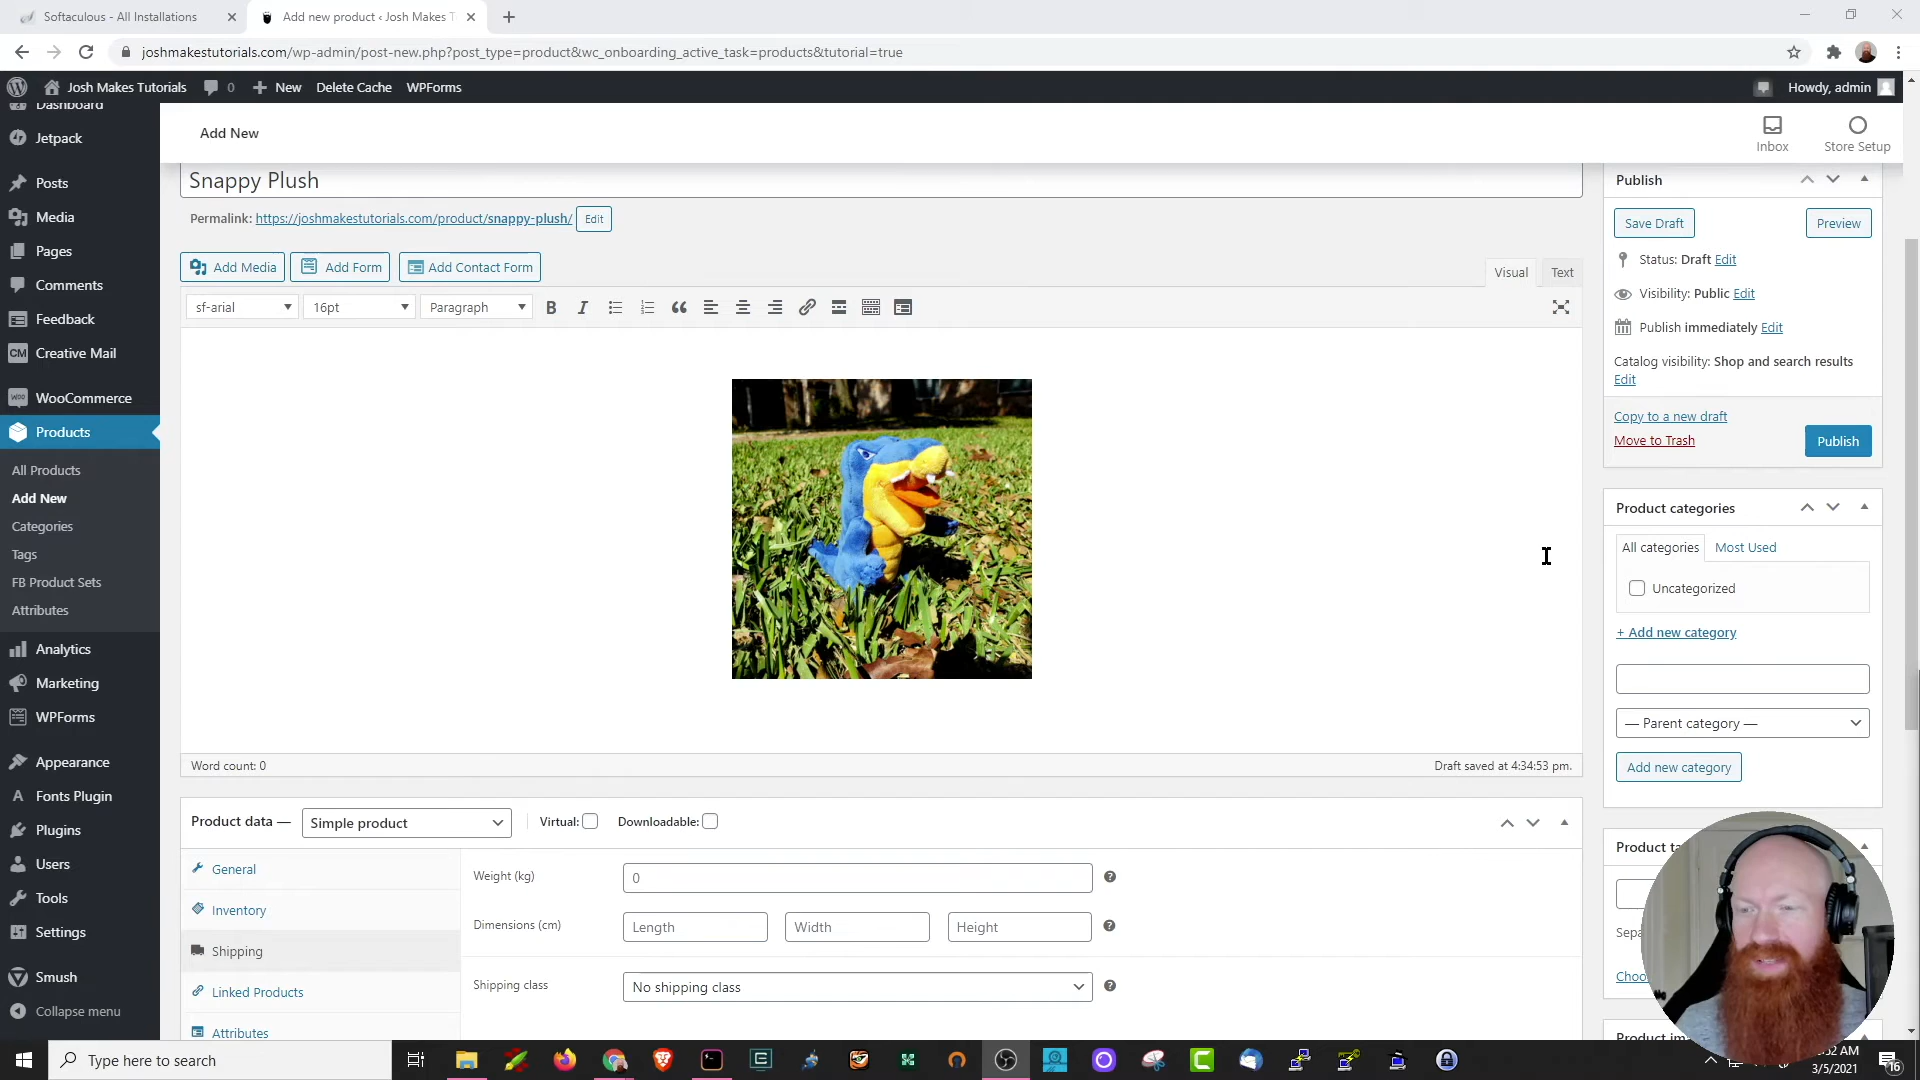 Softaculous - All Installations
Add new product ‹ Josh Makes T
joshmakestutorials.com/wp-admin/post-new.php?post_type=product&wc_onboarding_active_task=products&tutorial=true
Josh Makes Tutorials
0
New
Delete Cache
WPForms
Howdy, admin
Dashboard
Jetpack
Posts
Media
Pages
Comments
Feedback
CM Creative Mail
WooCommerce
Products
All Products
Add New
Categories
Tags
FB Product Sets
Attributes
Analytics
Marketing
WPForms
Appearance
Fonts Plugin
Plugins
Users
Tools
Settings
Smush
Collapse menu
Add New
Inbox
Store Setup
Snappy Plush
Permalink: https://joshmakestutorials.com/product/snappy-plush/ Edit
Add Media
Add Form
Add Contact Form
Visual
Text
sf-arial
16pt
Paragraph
B
I
Word count: 0
Draft saved at 4:34:53 pm.
Product data —
Simple product
Virtual:
Downloadable:
General
Inventory
Shipping
Linked Products
Attributes
Weight (kg)
0
Dimensions (cm)
Length
Width
Height
Shipping class
No shipping class
Publish
Save Draft
Preview
Status: Draft Edit
Visibility: Public Edit
Publish immediately Edit
Catalog visibility: Shop and search results
Edit
Copy to a new draft
Move to Trash
Publish
Product categories
All categories
Most Used
Uncategorized
+ Add new category
— Parent category —
Add new category
Product
Type here to search
AM
3/5/2021
16